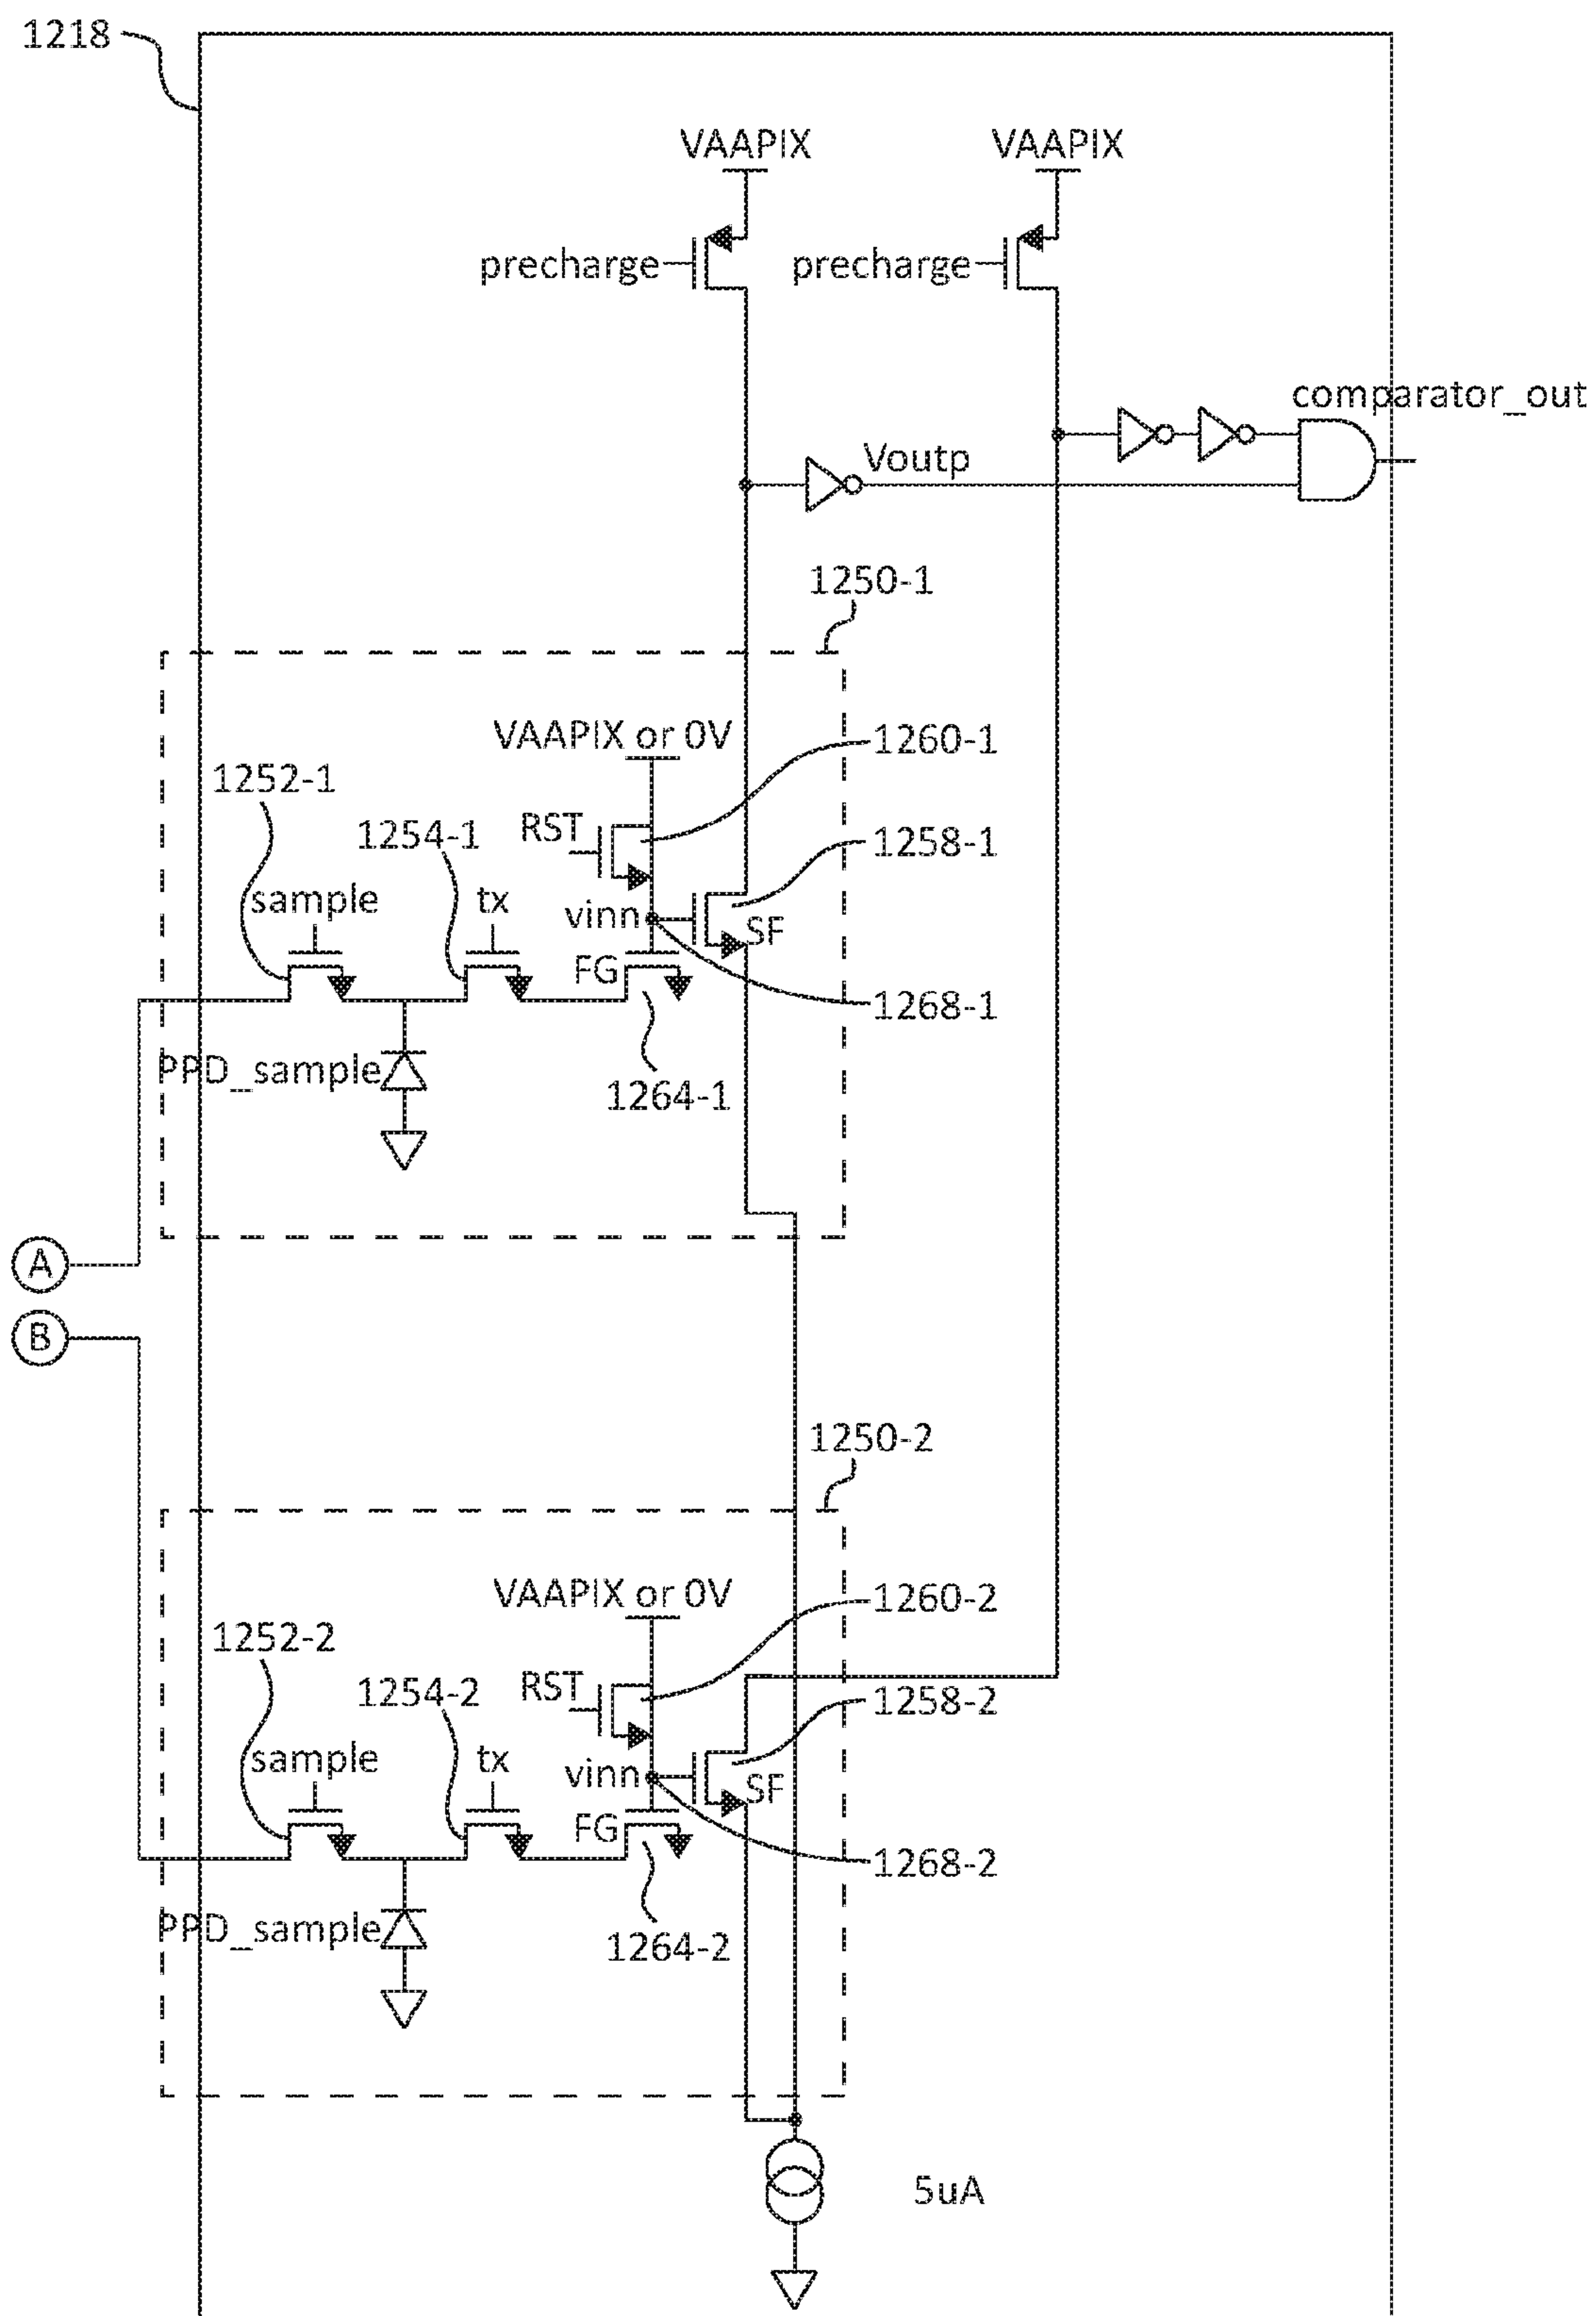 1218
VAAPIX VAAPIX
precharge precharge
comparator_out
Voutp
1250-1
VAAPIX or 0V
1260-1
1252-1
RST
1254-1
1258-1
sample
tx
vinn
SF
FG
1268-1
PPD_sample
1264-1
A
B
1250-2
VAAPIX or 0V
1260-2
1252-2
RST
1254-2
1258-2
sample
tx
vinn
SF
FG
1268-2
PPD_sample
1264-2
5uA